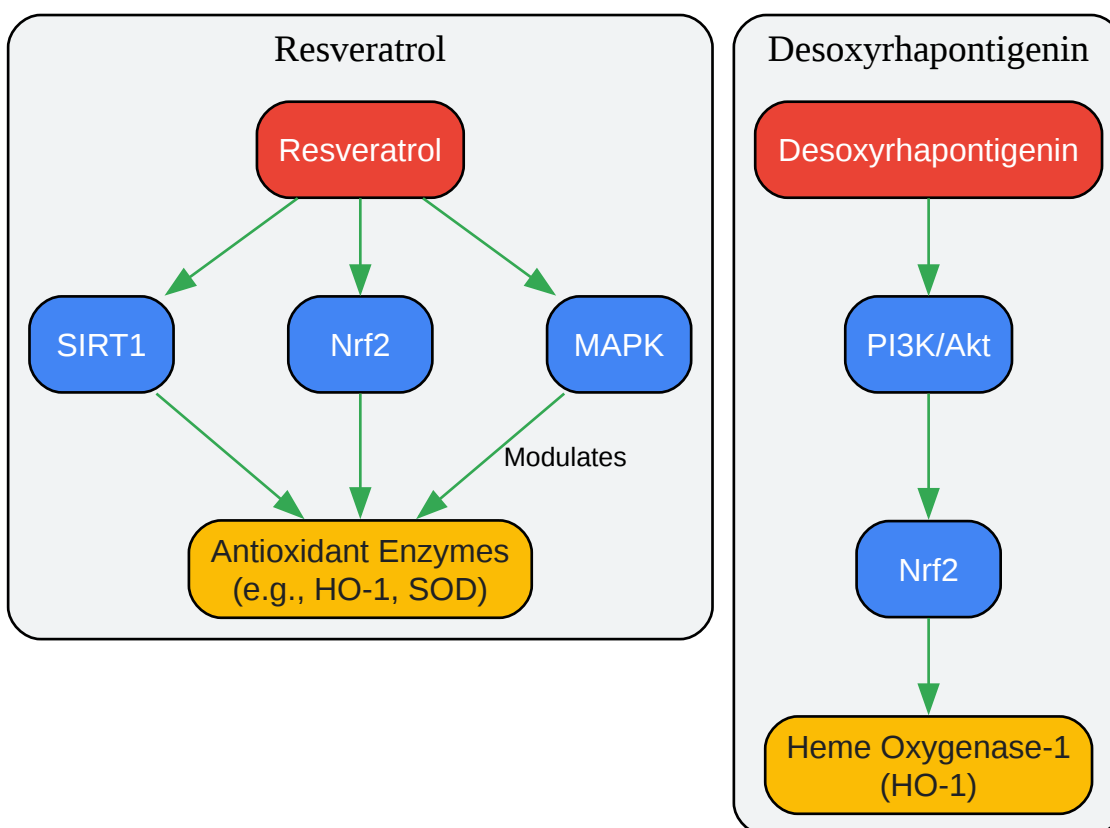 Resveratrol
Resveratrol
SIRT1
Nrf2
MAPK
Modulates
Antioxidant Enzymes
(e.g., HO-1, SOD)
Desoxyrhapontigenin
Desoxyrhapontigenin
PI3K/Akt
Nrf2
Heme Oxygenase-1
(HO-1)